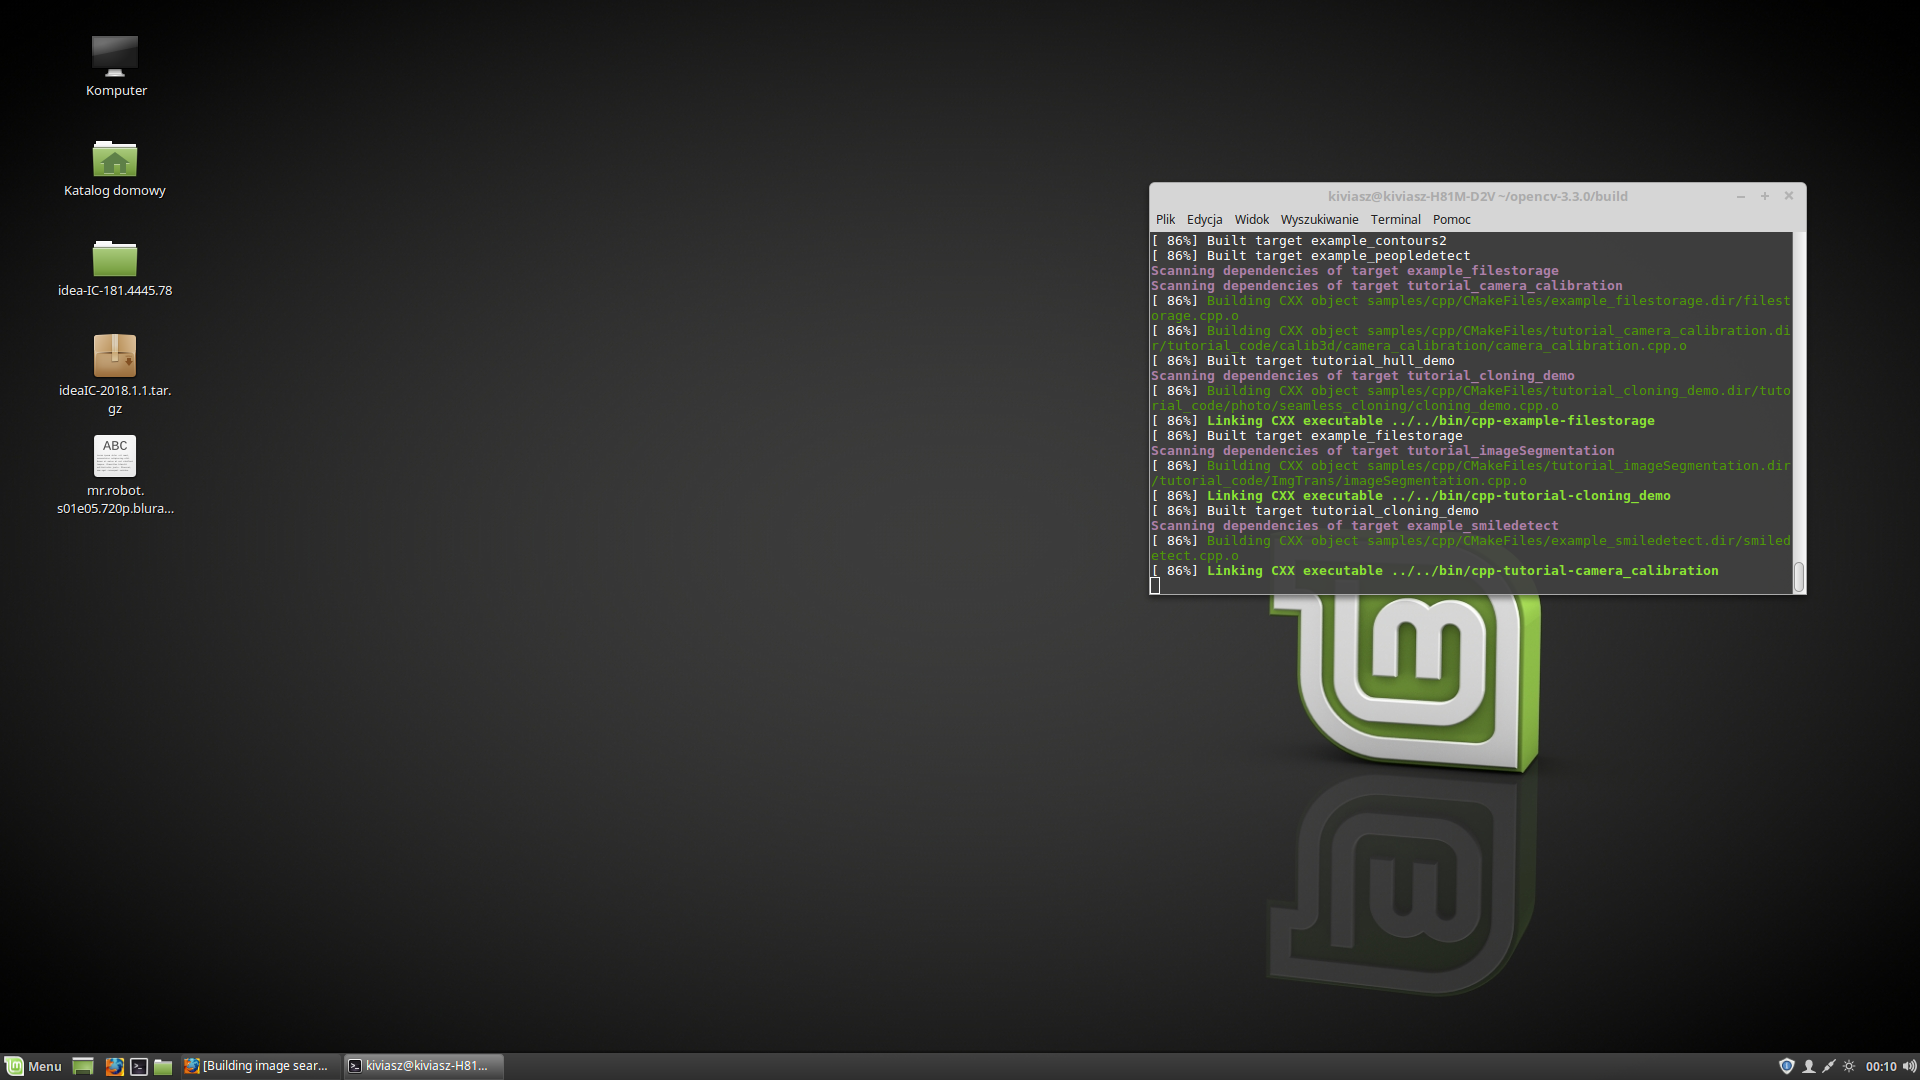 Komputer
Katalog domowy
idea-IC-181.4445.78
ideaIC-2018.1.1.tar.
gz
ABC
mr.robot.
s01e05.720p.blura...
kiviasz@kiviasz-H81M-D2V ~/opencv-3.3.0/build
Plik Edycja Widok Wyszukiwanie Terminal Pomoc
[ 86%] Built target example_contours2
[ 86%] Built target example_peopledetect
Scanning dependencies of target example_filestorage
Scanning dependencies of target tutorial_camera_calibration
[ 86%] Building CXX object samples/cpp/CMakeFiles/example_filestorage.dir/filest
orage.cpp.o
[ 86%] Building CXX object samples/cpp/CMakeFiles/tutorial_camera_calibration.di
r/tutorial_code/calib3d/camera_calibration/camera_calibration.cpp.o
[ 86%] Built target tutorial_hull_demo
Scanning dependencies of target tutorial_cloning_demo
[ 86%] Building CXX object samples/cpp/CMakeFiles/tutorial_cloning_demo.dir/tuto
rial_code/photo/seamless_cloning/cloning_demo.cpp.o
[ 86%] Linking CXX executable ../../bin/cpp-example-filestorage
[ 86%] Built target example_filestorage
Scanning dependencies of target tutorial_imageSegmentation
[ 86%] Building CXX object samples/cpp/CMakeFiles/tutorial_imageSegmentation.dir
/tutorial_code/ImgTrans/imageSegmentation.cpp.o
[ 86%] Linking CXX executable ../../bin/cpp-tutorial-cloning_demo
[ 86%] Built target tutorial_cloning_demo
Scanning dependencies of target example_smiledetect
[ 86%] Building CXX object samples/cpp/CMakeFiles/example_smiledetect.dir/smiled
etect.cpp.o
[ 86%] Linking CXX executable ../../bin/cpp-tutorial-camera_calibration
Menu
[Building image sear...
kiviasz@kiviasz-H81...
00:10